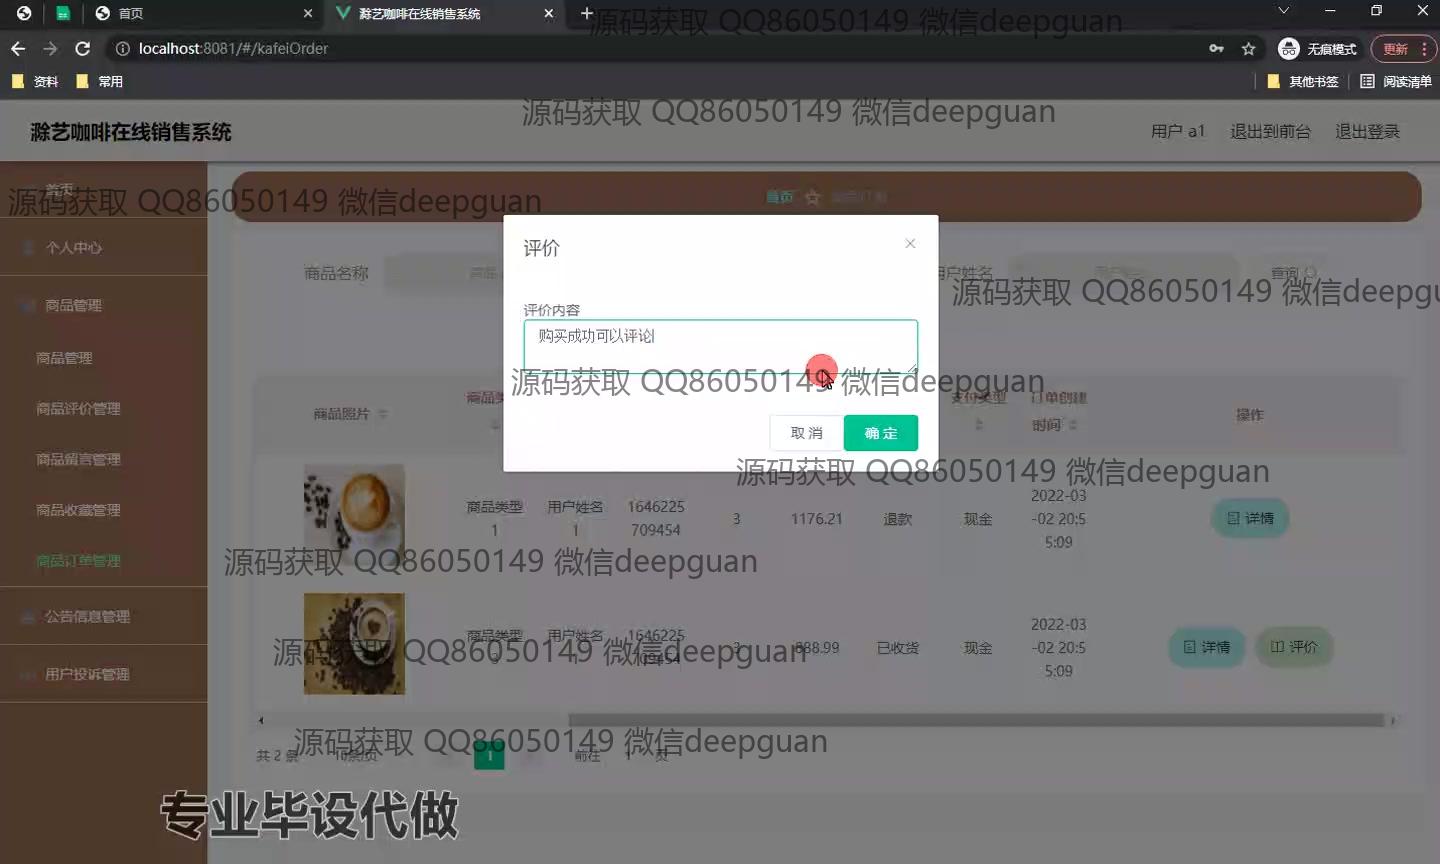 首页
滁艺咖啡在线销售系统
localhost:8081/#/kafeiOrder
无痕模式
更新
资料
常用
其他书签
阅读清单
源码获取 QQ86050149 微信deepguan
源码获取 QQ86050149 微信deepguan
滁艺咖啡在线销售系统
用户 a1
退出到前台
退出登录
首页
源码获取 QQ86050149 微信deepguan
首页
个人中心
商品管理
商品管理
商品评价管理
商品留言管理
商品收藏管理
商品订单管理
公告信息管理
用户投诉管理
商品名称
用户姓名
查询
源码获取 QQ86050149 微信deepgu
评价
评价内容
购买成功可以评论
源码获取 QQ86050149 微信deepguan
取消
确定
商品照片
支付类型
订单创建
时间
操作
源码获取 QQ86050149 微信deepguan
商品类型
1
用户姓名
1
1646225
709454
3
1176.21
退款
现金
2022-03
-02 20:5
5:09
详情
源码获取 QQ86050149 微信deepguan
商品类型
用户姓名
1646225
709454
已收货
现金
2022-03
-02 20:5
5:09
详情
评价
源码获取 QQ86050149 微信deepguan
源码获取 QQ86050149 微信deepguan
共 2 条
10条/页
1
前往
1
页
专业毕设代做